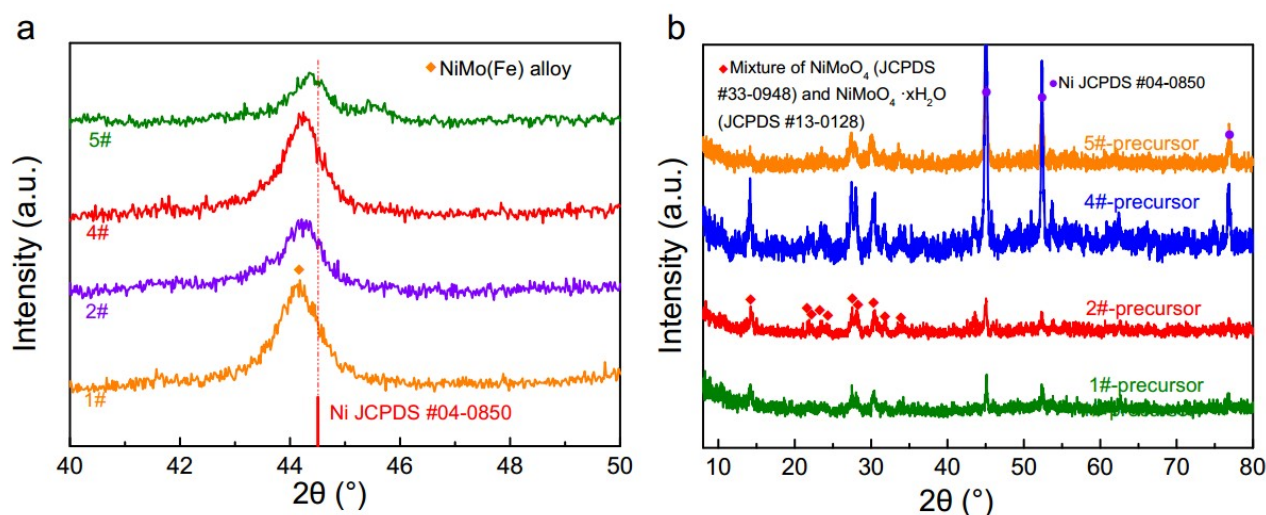 a
NiMo(Fe) alloy
5#
4#
2#
1#
Ni JCPDS #04-0850
Intensity (a.u.)
40 42 44 46 48 50
2θ (°)
b
Mixture of NiMoO₄ (JCPDS
#33-0948) and NiMoO₄ ·xH₂O
(JCPDS #13-0128)
Ni JCPDS #04-0850
5#-precursor
4#-precursor
2#-precursor
1#-precursor
Intensity (a.u.)
10 20 30 40 50 60 70 80
2θ (°)